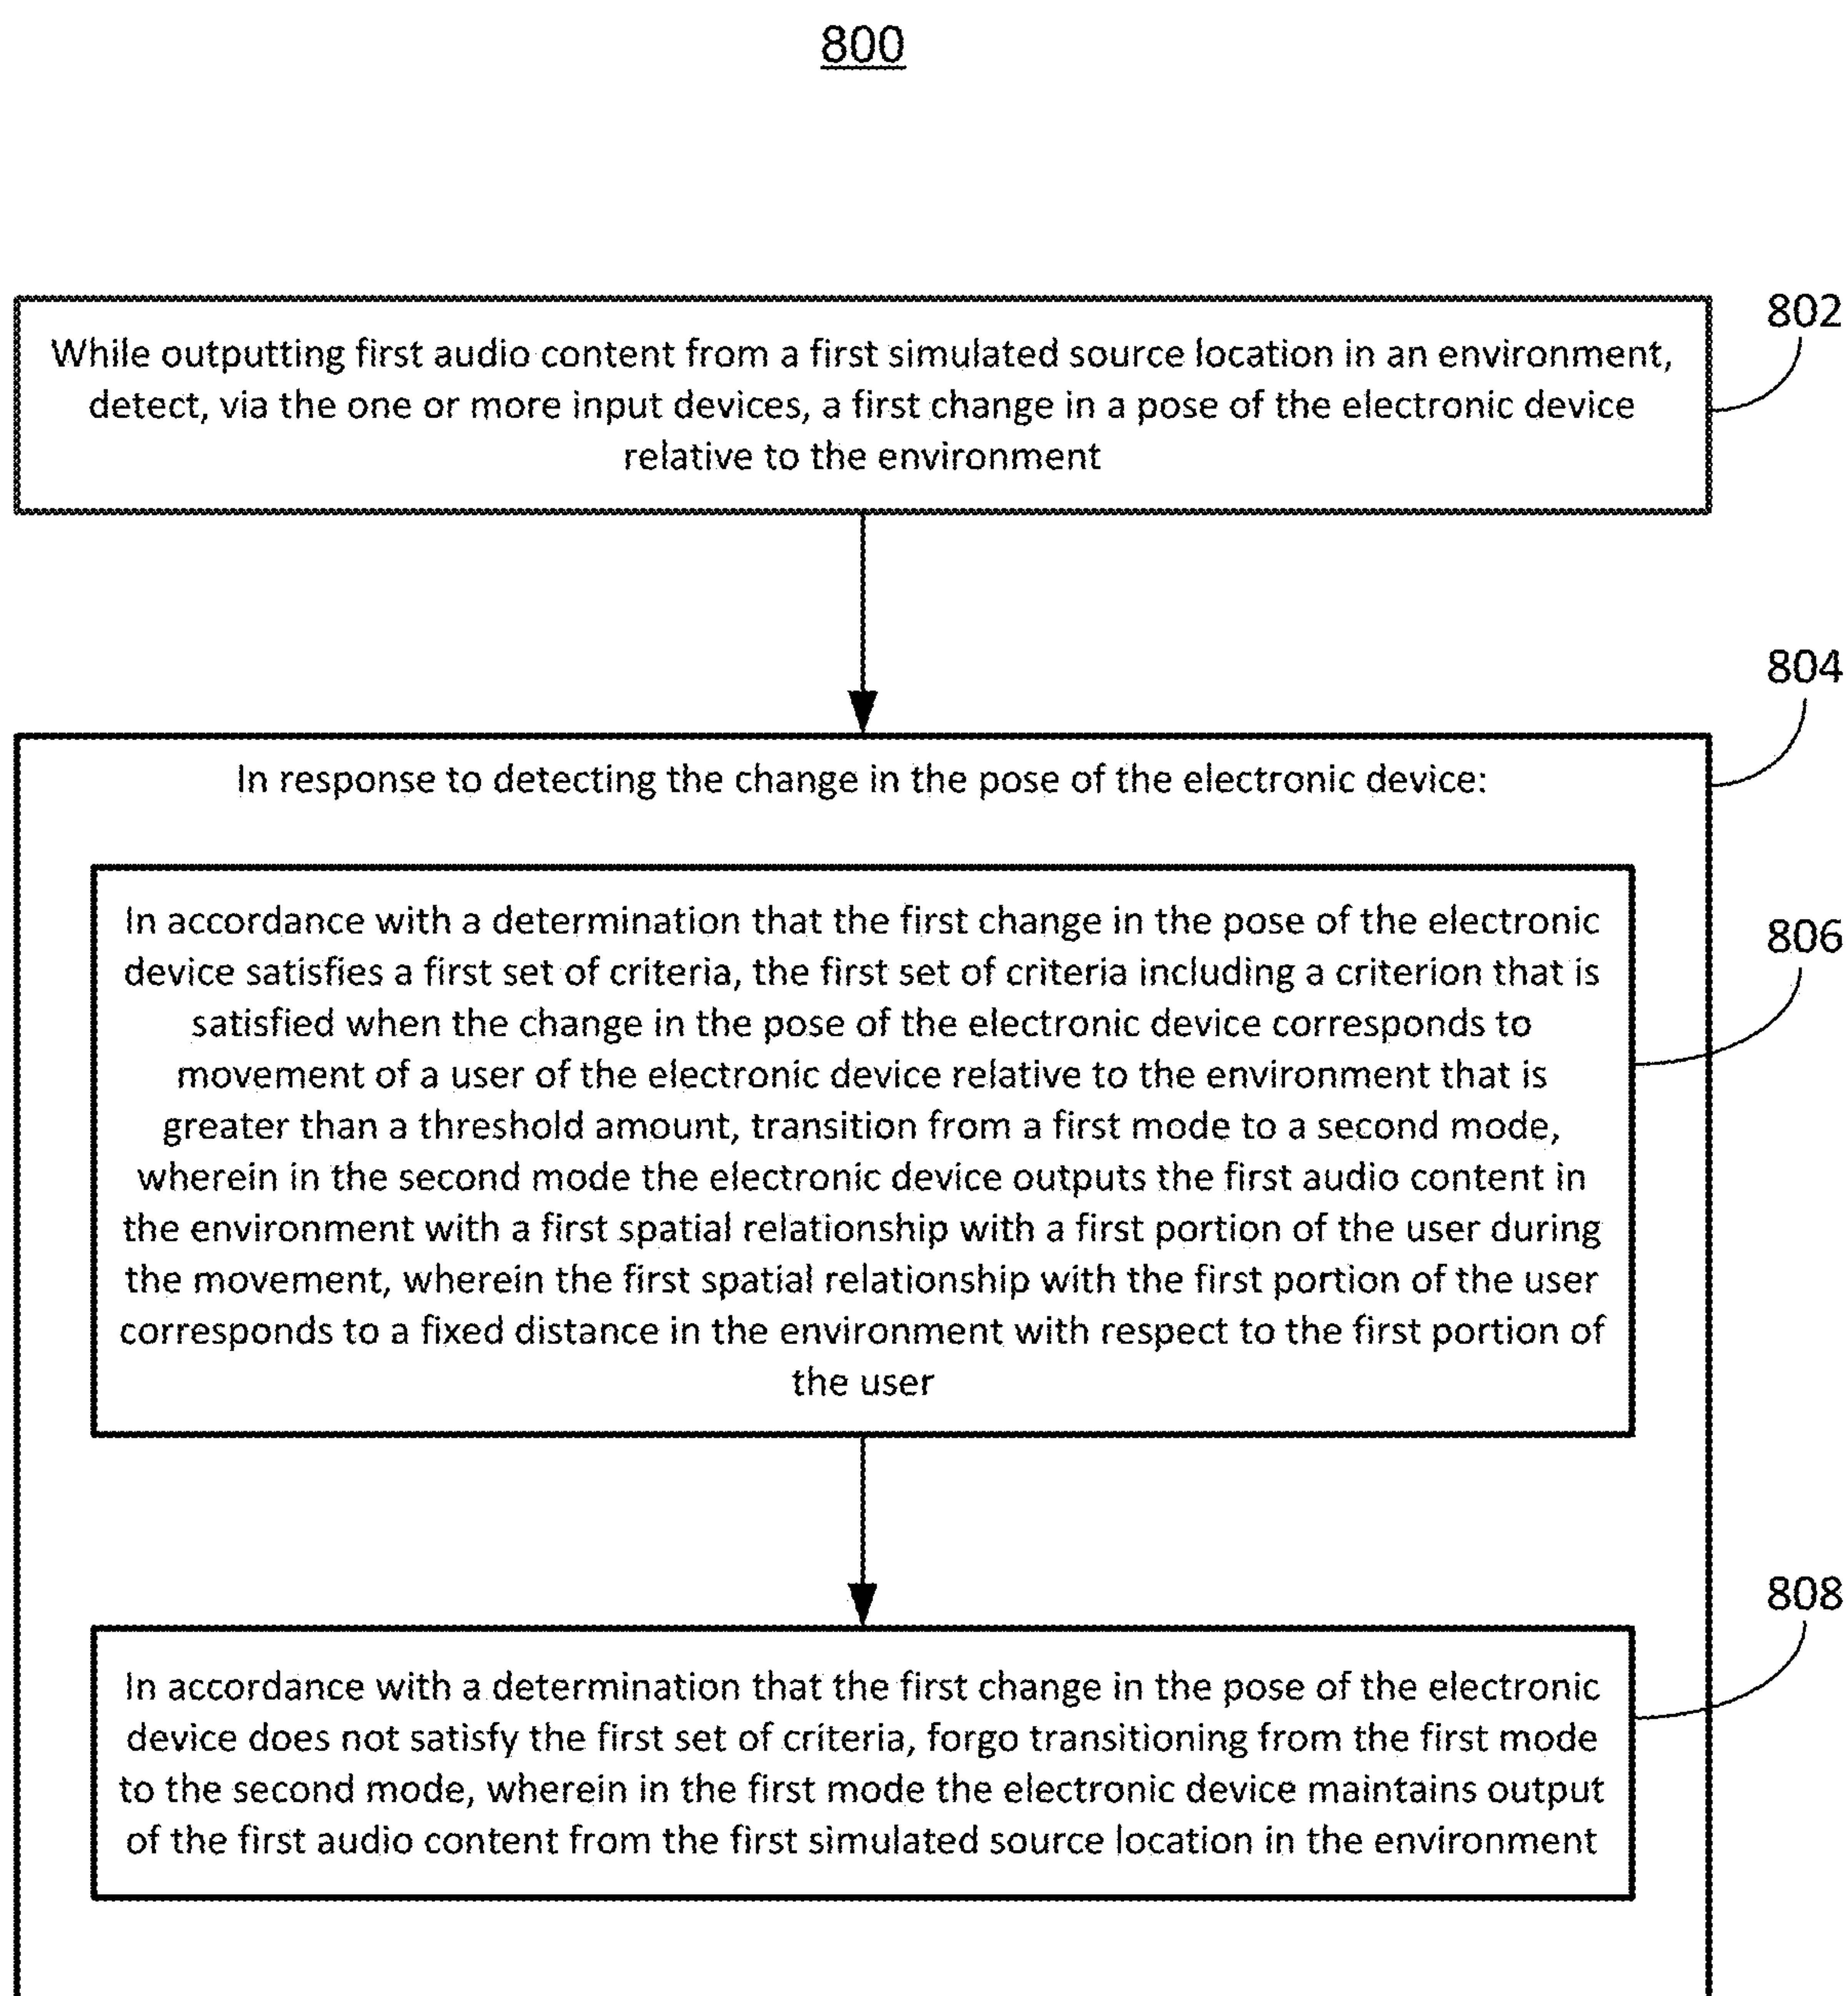 800
802
While outputting first audio content from a first simulated source location in an environment,
detect, via the one or more input devices, a first change in a pose of the electronic device
relative to the environment
804
In response to detecting the change in the pose of the electronic device:
806
In accordance with a determination that the first change in the pose of the electronic
device satisfies a first set of criteria, the first set of criteria including a criterion that is
satisfied when the change in the pose of the electronic device corresponds to
movement of a user of the electronic device relative to the environment that is
greater than a threshold amount, transition from a first mode to a second mode,
wherein in the second mode the electronic device outputs the first audio content in
the environment with a first spatial relationship with a first portion of the user during
the movement, wherein the first spatial relationship with the first portion of the user
corresponds to a fixed distance in the environment with respect to the first portion of
the user
808
In accordance with a determination that the first change in the pose of the electronic
device does not satisfy the first set of criteria, forgo transitioning from the first mode
to the second mode, wherein in the first mode the electronic device maintains output
of the first audio content from the first simulated source location in the environment